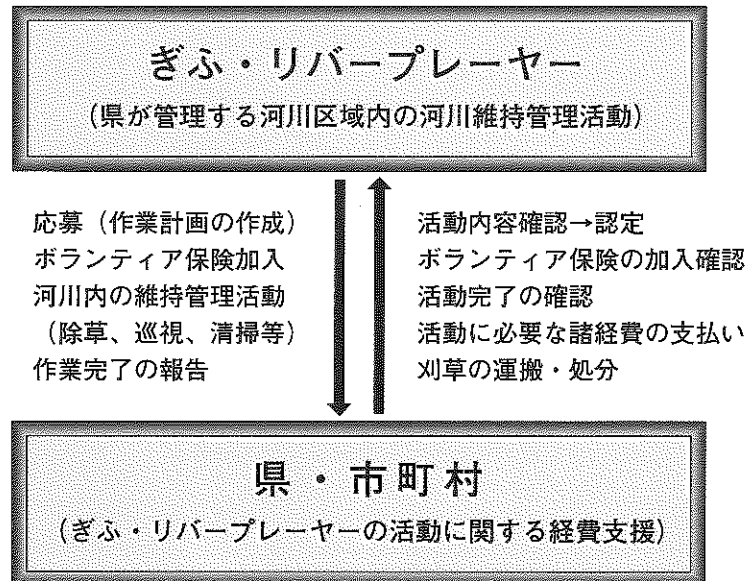 ぎふ・リバープレーヤー
（県が管理する河川区域内の河川維持管理活動）
応募（作業計画の作成）
ボランティア保険加入
河川内の維持管理活動
（除草、巡視、清掃等）
作業完了の報告
活動内容確認→認定
ボランティア保険の加入確認
活動完了の確認
活動に必要な諸経費の支払い
刈草の運搬・処分
県・市町村
（ぎふ・リバープレーヤーの活動に関する経費支援）